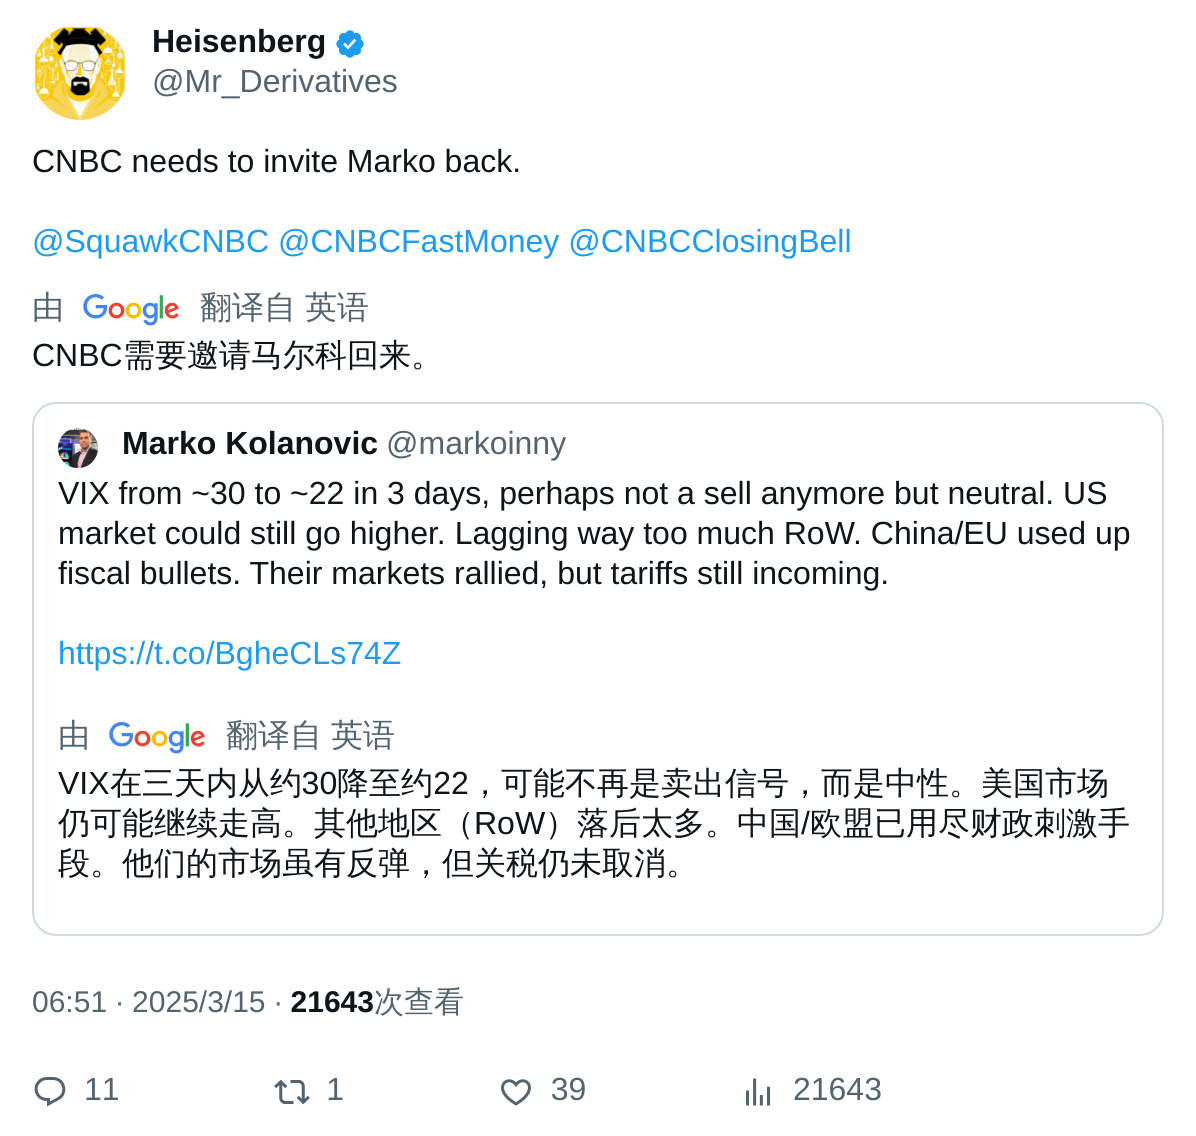 Heisenberg
@Mr_Derivatives
CNBC needs to invite Marko back.
@SquawkCNBC @CNBCFastMoney @CNBCClosingBell
由 Google 翻译自 英语
CNBC需要邀请马尔科回来。
Marko Kolanovic @markoinny
VIX from ~30 to ~22 in 3 days, perhaps not a sell anymore but neutral. US
market could still go higher. Lagging way too much RoW. China/EU used up
fiscal bullets. Their markets rallied, but tariffs still incoming.
https://t.co/BgheCLs74Z
由 Google 翻译自 英语
VIX在三天内从约30降至约22，可能不再是卖出信号，而是中性。美国市场
仍可能继续走高。其他地区（RoW）落后太多。中国/欧盟已用尽财政刺激手
段。他们的市场虽有反弹，但关税仍未取消。
06:51 · 2025/3/15 · 21643次查看
11 1 39 21643